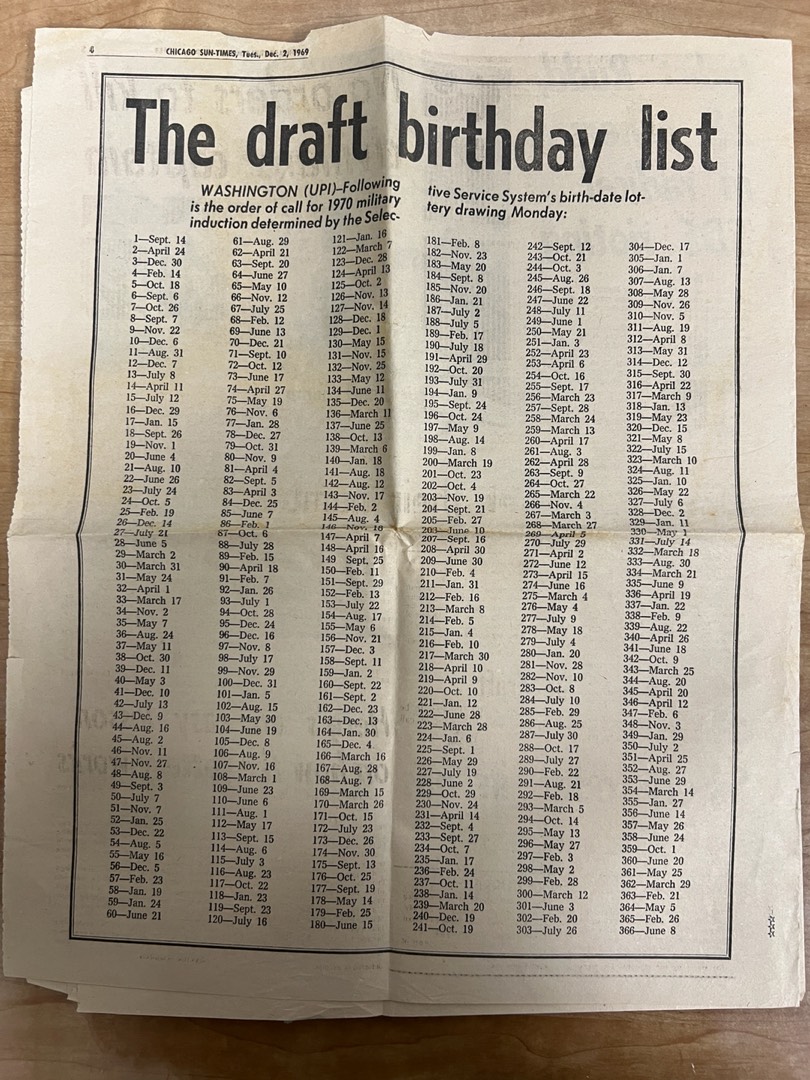 4 CHICAGO SUN-TIMES, Tues., Dec. 2, 1969
The draft birthday list
WASHINGTON (UPI)–Following
is the order of call for 1970 military
induction determined by the Selec-
tive Service System's birth-date lot-
tery drawing Monday:
1—Sept. 14
2—April 24
3—Dec. 30
4—Feb. 14
5—Oct. 18
6—Sept. 6
7—Oct. 26
8—Sept. 7
9—Nov. 22
10—Dec. 6
11—Aug. 31
12—Dec. 7
13—July 8
14—April 11
15—July 12
16—Dec. 29
17—Jan. 15
18—Sept. 26
19—Nov. 1
20—June 4
21—Aug. 10
22—June 26
23—July 24
24—Oct. 5
25—Feb. 19
26—Dec. 14
27—July 21
28—June 5
29—March 2
30—March 31
31—May 24
32—April 1
33—March 17
34—Nov. 2
35—May 7
36—Aug. 24
37—May 11
38—Oct. 30
39—Dec. 11
40—May 3
41—Dec. 10
42—July 13
43—Dec. 9
44—Aug. 16
45—Aug. 2
46—Nov. 11
47—Nov. 27
48—Aug. 8
49—Sept. 3
50—July 7
51—Nov. 7
52—Jan. 25
53—Dec. 22
54—Aug. 5
55—May 16
56—Dec. 5
57—Feb. 23
58—Jan. 19
59—Jan. 24
60—June 21
61—Aug. 29
62—April 21
63—Sept. 20
64—June 27
65—May 10
66—Nov. 12
67—July 25
68—Feb. 12
69—June 13
70—Dec. 21
71—Sept. 10
72—Oct. 12
73—June 17
74—April 27
75—May 19
76—Nov. 6
77—Jan. 28
78—Dec. 27
79—Oct. 31
80—Nov. 9
81—April 4
82—Sept. 5
83—April 3
84—Dec. 25
85—June 7
86—Feb. 1
87—Oct. 6
88—July 28
89—Feb. 15
90—April 18
91—Feb. 7
92—Jan. 26
93—July 1
94—Oct. 28
95—Dec. 24
96—Dec. 16
97—Nov. 8
98—July 17
99—Nov. 29
100—Dec. 31
101—Jan. 5
102—Aug. 15
103—May 30
104—June 19
105—Dec. 8
106—Aug. 9
107—Nov. 16
108—March 1
109—June 23
110—June 6
111—Aug. 1
112—May 17
113—Sept. 15
114—Aug. 6
115—July 3
116—Aug. 23
117—Oct. 22
118—Jan. 23
119—Sept. 23
120—July 16
121—Jan. 16
122—March 7
123—Dec. 28
124—April 13
125—Oct. 2
126—Nov. 13
127—Nov. 14
128—Dec. 18
129—Dec. 1
130—May 15
131—Nov. 15
132—Nov. 25
133—May 12
134—June 11
135—Dec. 20
136—March 11
137—June 25
138—Oct. 13
139—March 6
140—Jan. 18
141—Aug. 18
142—Aug. 12
143—Nov. 17
144—Feb. 2
145—Aug. 4
146—Nov. 18
147—April 7
148—April 16
149 Sept. 25
150—Feb. 11
151—Sept. 29
152—Feb. 13
153—July 22
154—Aug. 17
155—May 6
156—Nov. 21
157—Dec. 3
158—Sept. 11
159—Jan. 2
160—Sept. 22
161—Sept. 2
162—Dec. 23
163—Dec. 13
164—Jan. 30
165—Dec. 4
166—March 16
167—Aug. 28
168—Aug. 7
169—March 15
170—March 26
171—Oct. 15
172—July 23
173—Dec. 26
174—Nov. 30
175—Sept. 13
176—Oct. 25
177—Sept. 19
178—May 14
179—Feb. 25
180—June 15
181—Feb. 8
182—Nov. 23
183—May 20
184—Sept. 8
185—Nov. 20
186—Jan. 21
187—July 2
188—July 5
189—Feb. 17
190—July 18
191—April 29
192—Oct. 20
193—July 31
194—Jan. 9
195—Sept. 24
196—Oct. 24
197—May 9
198—Aug. 14
199—Jan. 8
200—March 19
201—Oct. 23
202—Oct. 4
203—Nov. 19
204—Sept. 21
205—Feb. 27
June 10
207—Sept. 16
208—April 30
209—June 30
210—Feb. 4
211—Jan. 31
212—Feb. 16
213—March 8
214—Feb. 5
215—Jan. 4
216—Feb. 10
217—March 30
218—April 10
219—April 9
220—Oct. 10
221—Jan. 12
222—June 28
223—March 28
224—Jan. 6
225—Sept. 1
226—May 29
227—July 19
228—June 2
229—Oct. 29
230—Nov. 24
231—April 14
232—Sept. 4
233—Sept. 27
234—Oct. 7
235—Jan. 17
236—Feb. 24
237—Oct. 11
238—Jan. 14
239—March 20
240—Dec. 19
241—Oct. 19
242—Sept. 12
243—Oct. 21
244—Oct. 3
245—Aug. 26
246—Sept. 18
247—June 22
248—July 11
249—June 1
250—May 21
251—Jan. 3
252—April 23
253—April 6
254—Oct. 16
255—Sept. 17
256—March 23
257—Sept. 28
258—March 24
259—March 13
260—April 17
261—Aug. 3
262—April 28
263—Sept. 9
264—Oct. 27
265—March 22
266—Nov. 4
267—March 3
268—March 27
269—April 5
270—July 29
271—April 2
272—June 12
273—April 15
274—June 16
275—March 4
276—May 4
277—July 9
278—May 18
279—July 4
280—Jan. 20
281—Nov. 28
282—Nov. 10
283—Oct. 8
284—July 10
285—Feb. 29
286—Aug. 25
287—July 30
288—Oct. 17
289—July 27
290—Feb. 22
291—Aug. 21
292—Feb. 18
293—March 5
294—Oct. 14
295—May 13
296—May 27
297—Feb. 3
298—May 2
299—Feb. 28
300—March 12
301—June 3
302—Feb. 20
303—July 26
304—Dec. 17
305—Jan. 1
306—Jan. 7
307—Aug. 13
308—May 28
309—Nov. 26
310—Nov. 5
311—Aug. 19
312—April 8
313—May 31
314—Dec. 12
315—Sept. 30
316—April 22
317—March 9
318—Jan. 13
319—May 23
320—Dec. 15
321—May 8
322—July 15
323—March 10
324—Aug. 11
325—Jan. 10
326—May 22
327—July 6
328—Dec. 2
329—Jan. 11
330—May 1
331—July 14
332—March 18
333—Aug. 30
334—March 21
335—June 9
336—April 19
337—Jan. 22
338—Feb. 9
339—Aug. 22
340—April 26
341—June 18
342—Oct. 9
343—March 25
344—Aug. 20
345—April 20
346—April 12
347—Feb. 6
348—Nov. 3
349—Jan. 29
350—July 2
351—April 25
352—Aug. 27
353—June 29
354—March 14
355—Jan. 27
356—June 14
357—May 26
358—June 24
359—Oct. 1
360—June 20
361—May 25
362—March 29
363—Feb. 21
364—May 5
365—Feb. 26
366—June 8